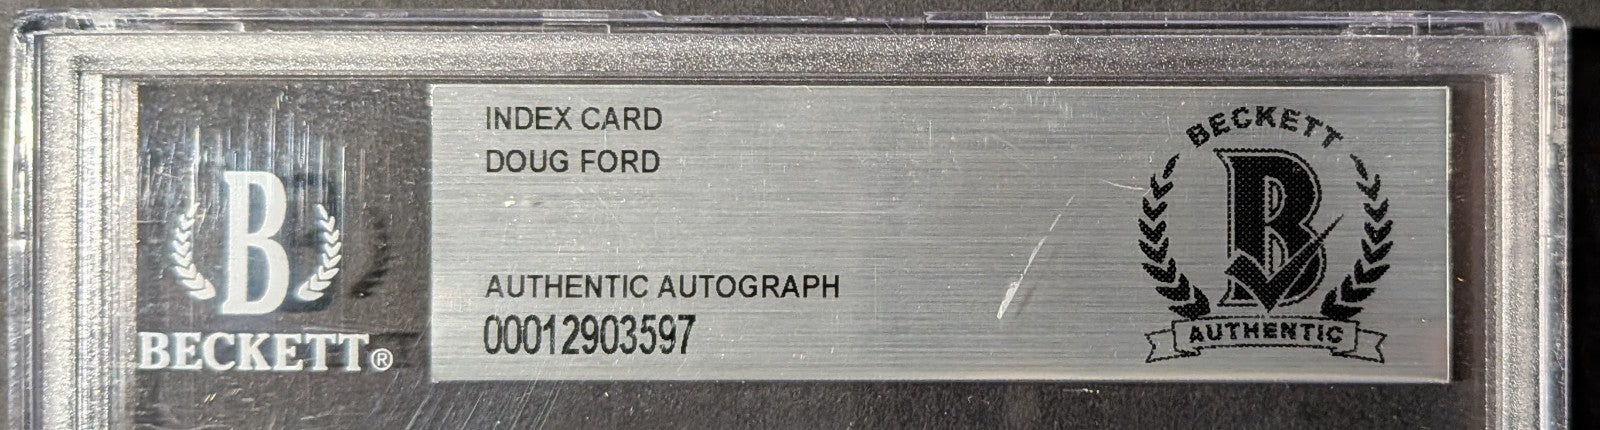 INDEX CARD
DOUG FORD
AUTHENTIC AUTOGRAPH
00012903597
B
BECKETT®
BECKETT
B
AUTHENTIC